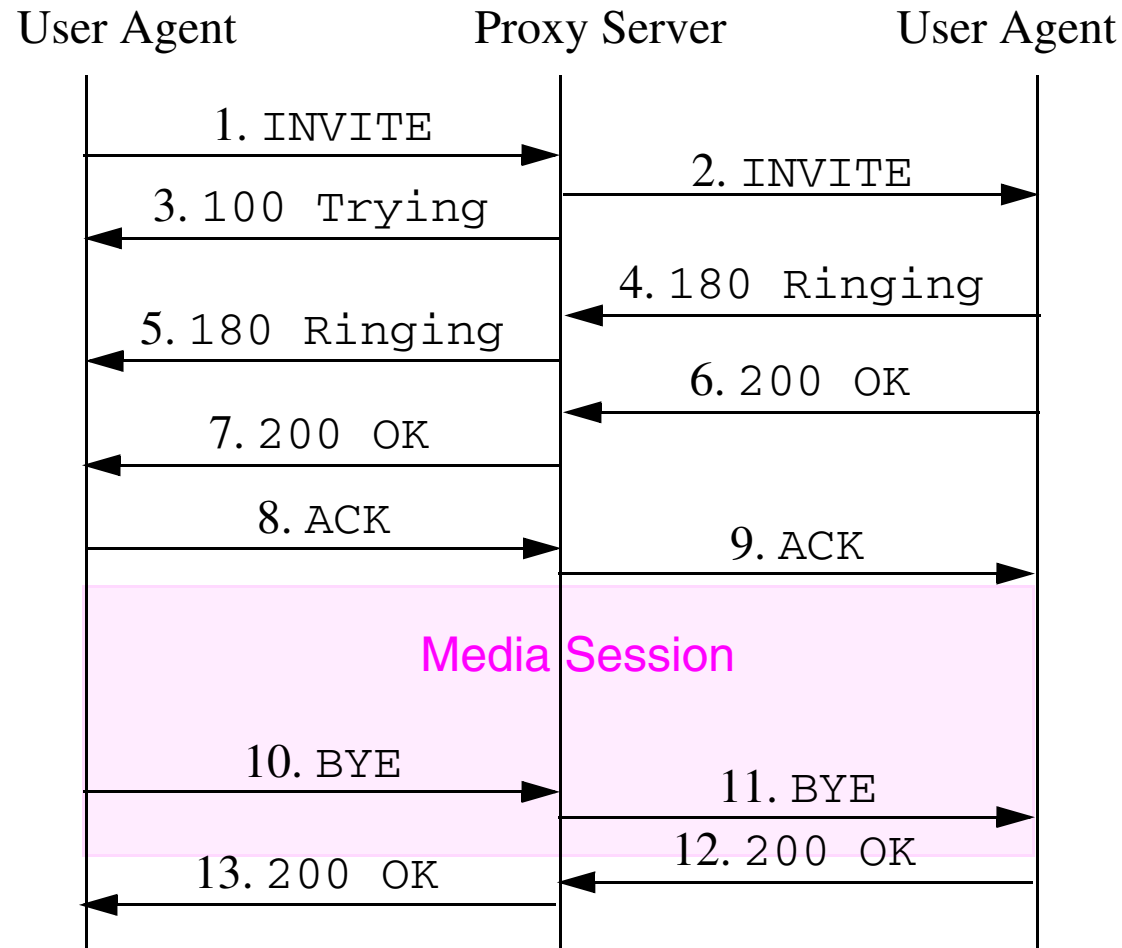 User Agent
Proxy Server
User Agent
1. INVITE
2. INVITE
3. 100 Trying
4. 180 Ringing
5. 180 Ringing
6. 200 OK
7. 200 OK
8. ACK
9. ACK
Media Session
10. BYE
11. BYE
12. 200 OK
13. 200 OK